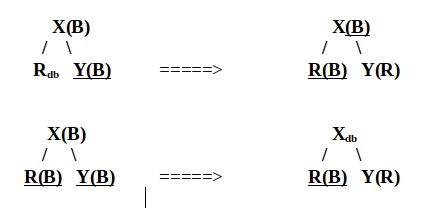 X(B) X(B)
/ \ / \
Rdb Y(B) =====> R(B) Y(R)
X(B) Xdb
/ \ / \
R(B) Y(B) =====> R(B) Y(R)